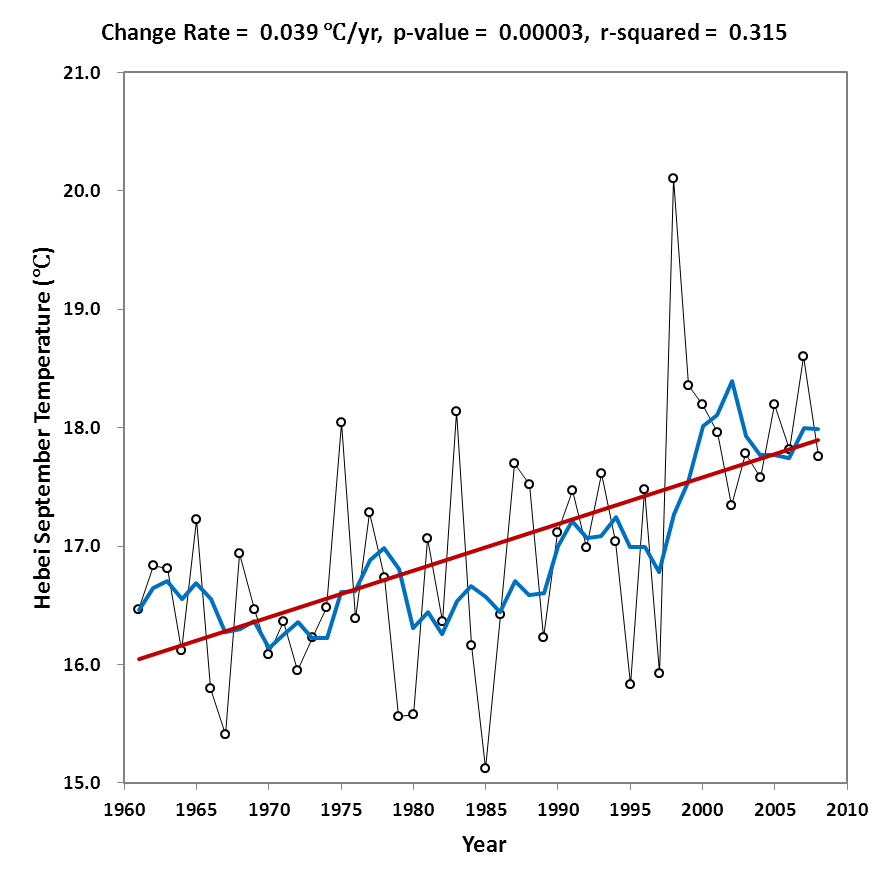 Change Rate = 0.039 ℃/yr, p-value = 0.00003, r-squared = 0.315
21.0
20.0
19.0
18.0
17.0
16.0
15.0
Hebei September Temperature (℃)
1960 1965 1970 1975 1980 1985 1990 1995 2000 2005 2010
Year